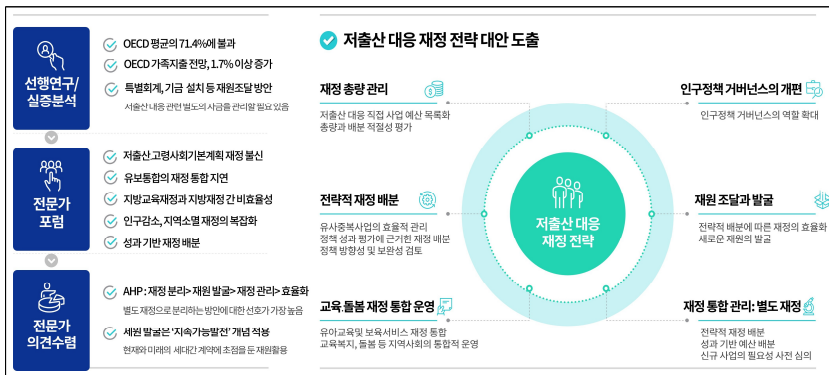 선행연구/
실증분석
OECD 평균의 71.4%에 불과
OECD 가족지출 전망, 1.7% 이상 증가
특별회계, 기금 설치 등 재원조달 방안
서출산 대응 관련 별도의 사금을 관리할 필요 있음
전문가
포럼
저출산.고령사회기본계획 재정 불신
유보통합의 재정 통합 지연
지방교육재정과 지방재정 간 비효율성
인구감소, 지역소멸 재정의 복잡화
성과 기반 재정 배분
전문가
의견수렴
AHP : 재정 분리> 재원 발굴> 재정 관리> 효율화
별도 재정으로 분리하는 방안에 대한 선호가 가장 높음
세원 발굴은 '지속가능발전' 개념 적용
현재와 미래의 세대간 계약에 초점을 둔 재원활용
저출산 대응 재정 전략 대안 도출
재정 총량 관리
저출산 대응 직접 사업 예산 목록화
총량과 배분 적절성 평가
전략적 재정 배분
유사중복사업의 효율적 관리
정책 성과 평가에 근거한 재정 배분
정책 방향성 및 보완성 검토
교육.돌봄 재정 통합 운영
유아교육및 보육서비스 재정 통합
교육복지, 돌봄 등 지역사회의 통합적 운영
저출산 대응
재정 전략
인구정책 거버넌스의 개편
인구정책 거버넌스의 역할 확대
재원 조달과 발굴
전략적 배분에 따른 재정의 효율화
새로운 재원의 발굴
재정 통합 관리: 별도 재정
전략적 재정 배분
성과 기반 예산 배분
신규 사업의 필요성 사전 심의